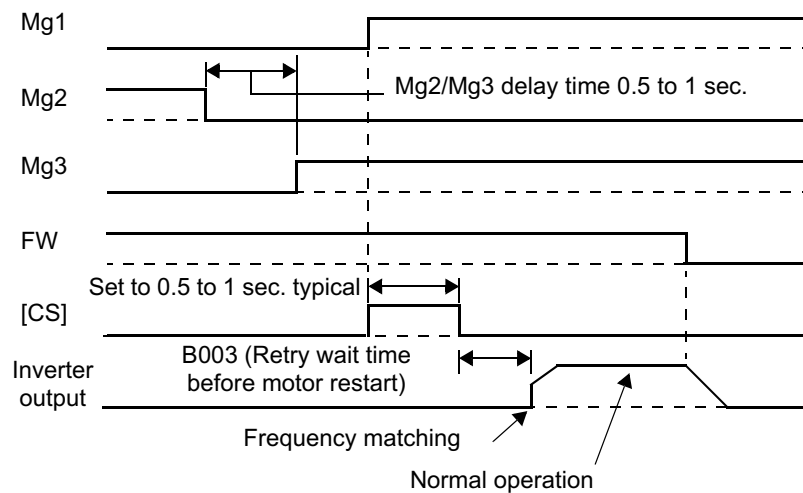 Mg1
Mg2/Mg3 delay time 0.5 to 1 sec.
Mg2
Mg3
FW
Set to 0.5 to 1 sec. typical
[CS]
B003 (Retry wait time
before motor restart)
Inverter
output
Frequency matching
Normal operation